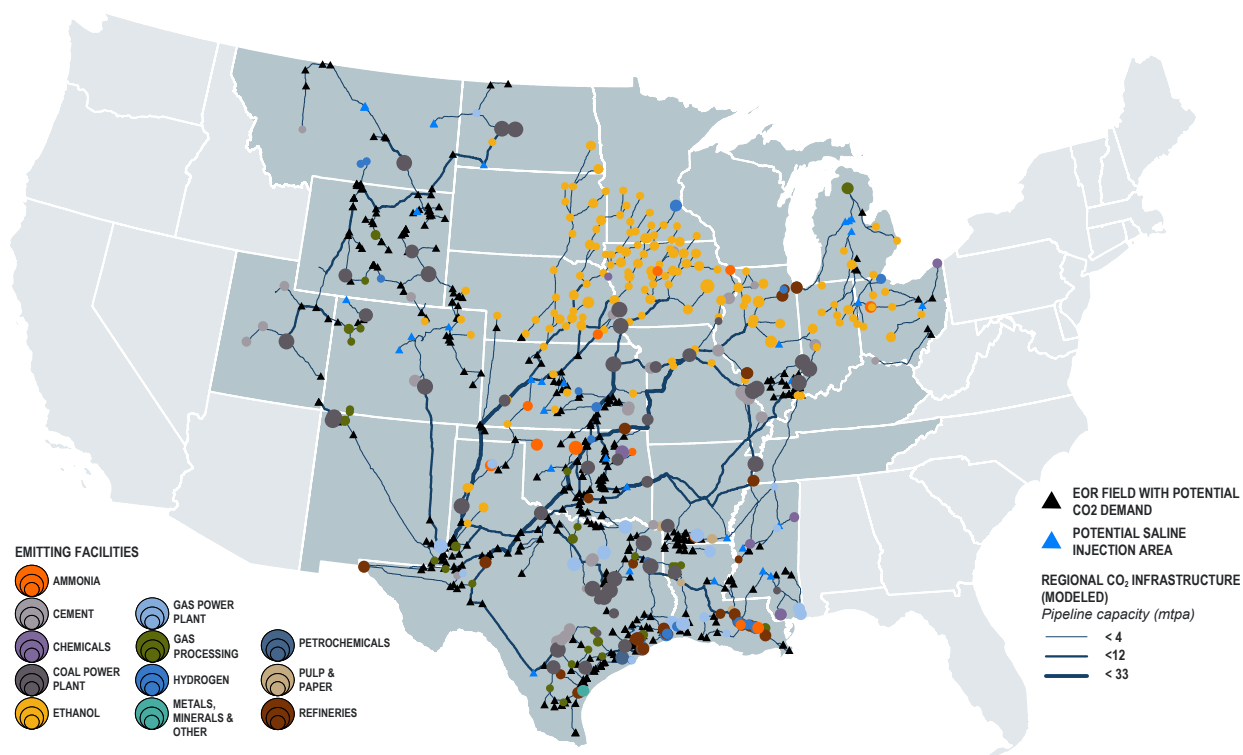 EMITTING FACILITIES
AMMONIA
CEMENT
CHEMICALS
COAL POWER
PLANT
ETHANOL
GAS POWER
PLANT
GAS
PROCESSING
HYDROGEN
METALS,
MINERALS &
OTHER
PETROCHEMICALS
PULP &
PAPER
REFINERIES
EOR FIELD WITH POTENTIAL
CO2 DEMAND
POTENTIAL SALINE
INJECTION AREA
REGIONAL CO₂ INFRASTRUCTURE
(MODELED)
Pipeline capacity (mtpa)
< 4
<12
< 33